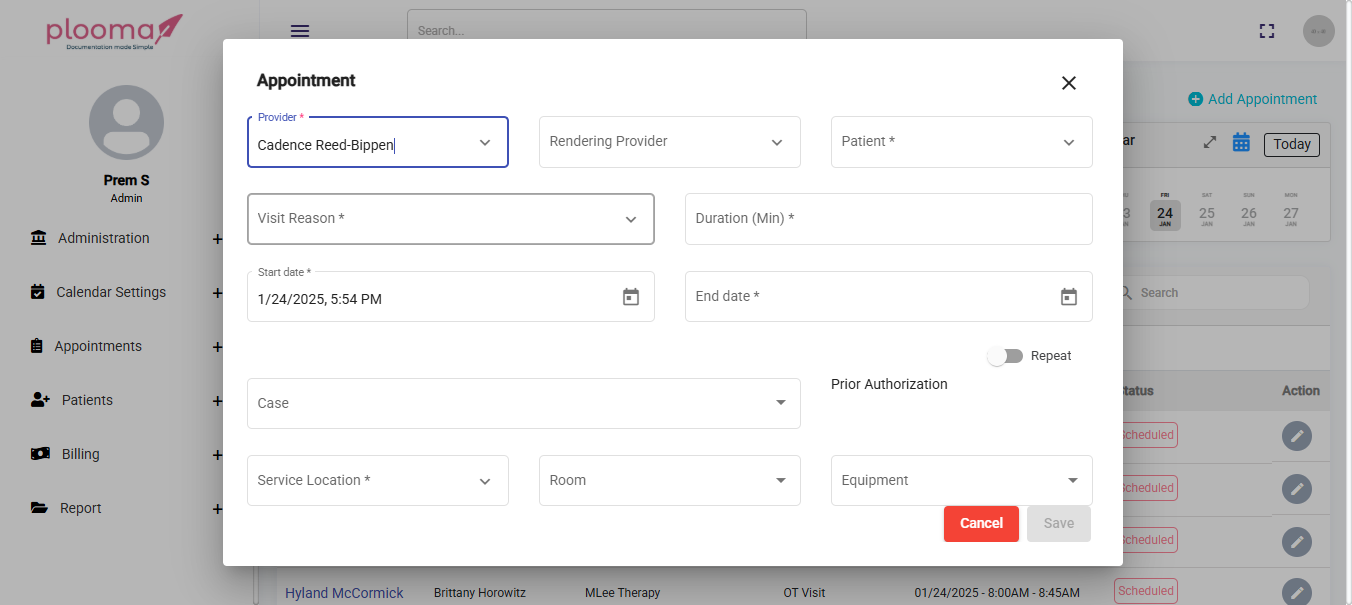 plooma
Documentation made Simple
Search...
Prem S
Admin
Administration +
Calendar Settings +
Appointments +
Patients +
Billing +
Report +
Add Appointment
ar
Today
FRI SAT SUN MON
3 24 25 26 27
JAN JAN JAN JAN
Search
Appointment
Provider *
Cadence Reed-Bippen
Rendering Provider
Patient *
Visit Reason *
Duration (Min) *
Start date *
1/24/2025, 5:54 PM
End date *
Repeat
Case
Prior Authorization
Service Location *
Room
Equipment
Cancel
Save
Status Action
Scheduled
Scheduled
Scheduled
Hyland McCormick Brittany Horowitz MLee Therapy OT Visit 01/24/2025 - 8:00AM - 8:45AM Scheduled